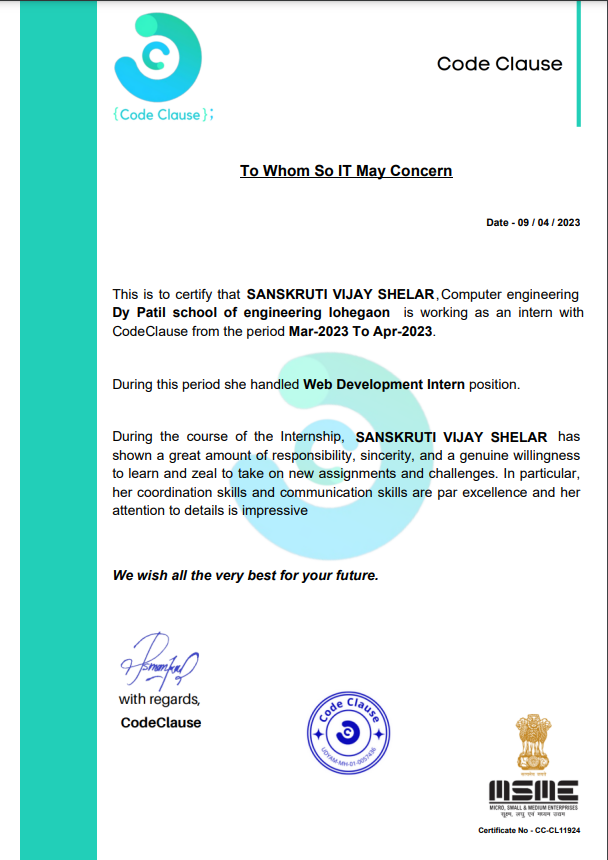 {Code Clause};
Code Clause
To Whom So IT May Concern
Date - 09 / 04 / 2023
This is to certify that SANSKRUTI VIJAY SHELAR, Computer engineering
Dy Patil school of engineering lohegaon is working as an intern with
CodeClause from the period Mar-2023 To Apr-2023.
During this period she handled Web Development Intern position.
During the course of the Internship, SANSKRUTI VIJAY SHELAR has
shown a great amount of responsibility, sincerity, and a genuine willingness
to learn and zeal to take on new assignments and challenges. In particular,
her coordination skills and communication skills are par excellence and her
attention to details is impressive
We wish all the very best for your future.
with regards,
CodeClause
Code Clause
सत्यमेव जयते
MSME
MICRO, SMALL & MEDIUM ENTERPRISES
सूक्ष्म, लघु एवं मध्यम उद्यम
Certificate No - CC-CL11924